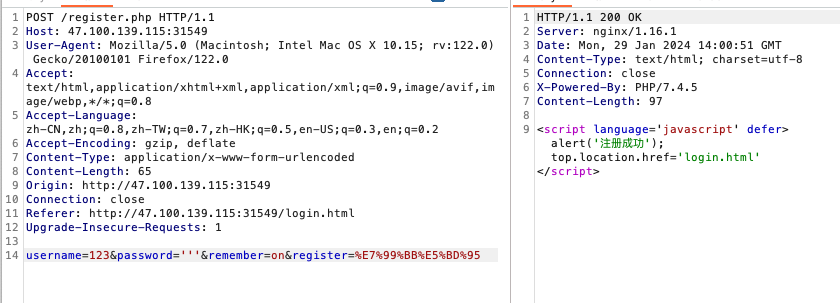 1 POST /register.php HTTP/1.1
2 Host: 47.100.139.115:31549
3 User-Agent: Mozilla/5.0 (Macintosh; Intel Mac OS X 10.15; rv:122.0)
Gecko/20100101 Firefox/122.0
4 Accept:
text/html,application/xhtml+xml,application/xml;q=0.9,image/avif,im
age/webp,*/*;q=0.8
5 Accept-Language:
zh-CN,zh;q=0.8,zh-TW;q=0.7,zh-HK;q=0.5,en-US;q=0.3,en;q=0.2
6 Accept-Encoding: gzip, deflate
7 Content-Type: application/x-www-form-urlencoded
8 Content-Length: 65
9 Origin: http://47.100.139.115:31549
10 Connection: close
11 Referer: http://47.100.139.115:31549/login.html
12 Upgrade-Insecure-Requests: 1
13
14 username=123&password='''&remember=on&register=%E7%99%BB%E5%BD%95
1 HTTP/1.1 200 OK
2 Server: nginx/1.16.1
3 Date: Mon, 29 Jan 2024 14:00:51 GMT
4 Content-Type: text/html; charset=utf-8
5 Connection: close
6 X-Powered-By: PHP/7.4.5
7 Content-Length: 97
8
9 <script language='javascript' defer>
alert('注册成功');
top.location.href='login.html'
</script>